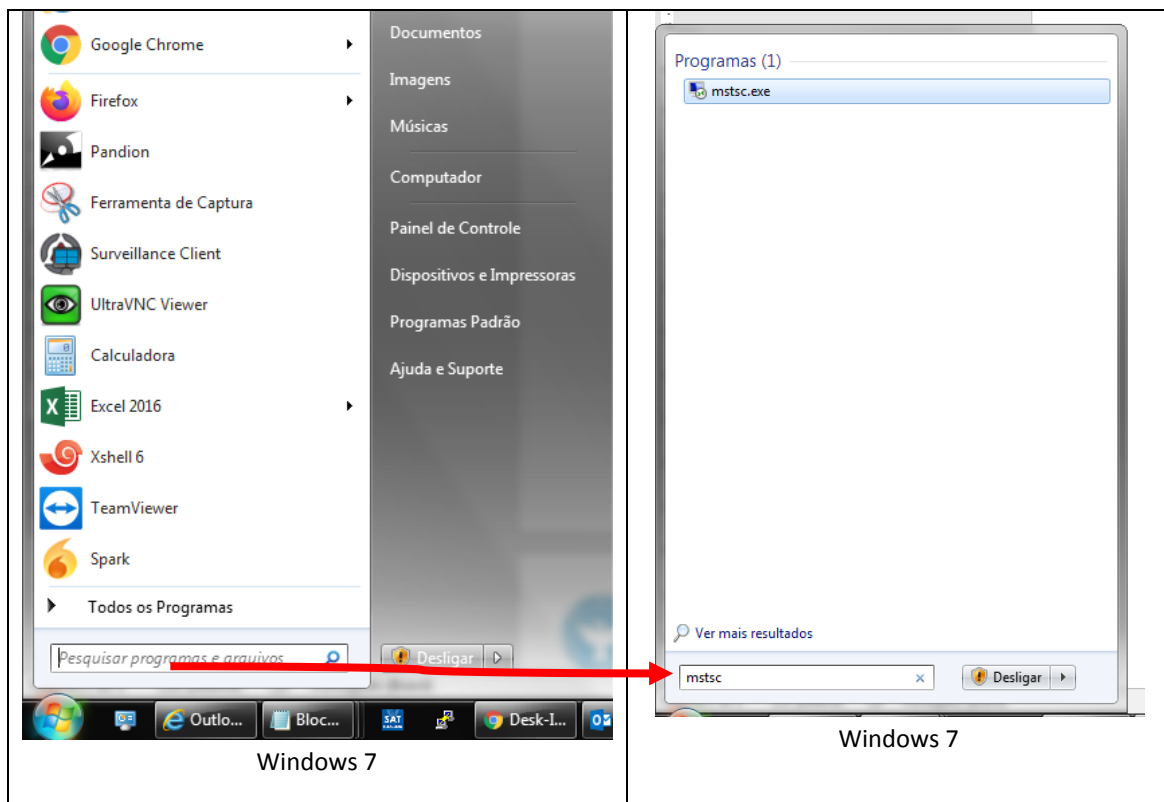 Google Chrome
Firefox
Pandion
Ferramenta de Captura
Surveillance Client
UltraVNC Viewer
Calculadora
Excel 2016
Xshell 6
TeamViewer
Spark
Todos os Programas
Pesquisar programas e arquivos
Documentos
Imagens
Músicas
Computador
Painel de Controle
Dispositivos e Impressoras
Programas Padrão
Ajuda e Suporte
Desligar
Outlo...
Bloc...
SAT
Desk-I...
Windows 7
Programas (1)
mstsc.exe
Ver mais resultados
mstsc
Desligar
Windows 7